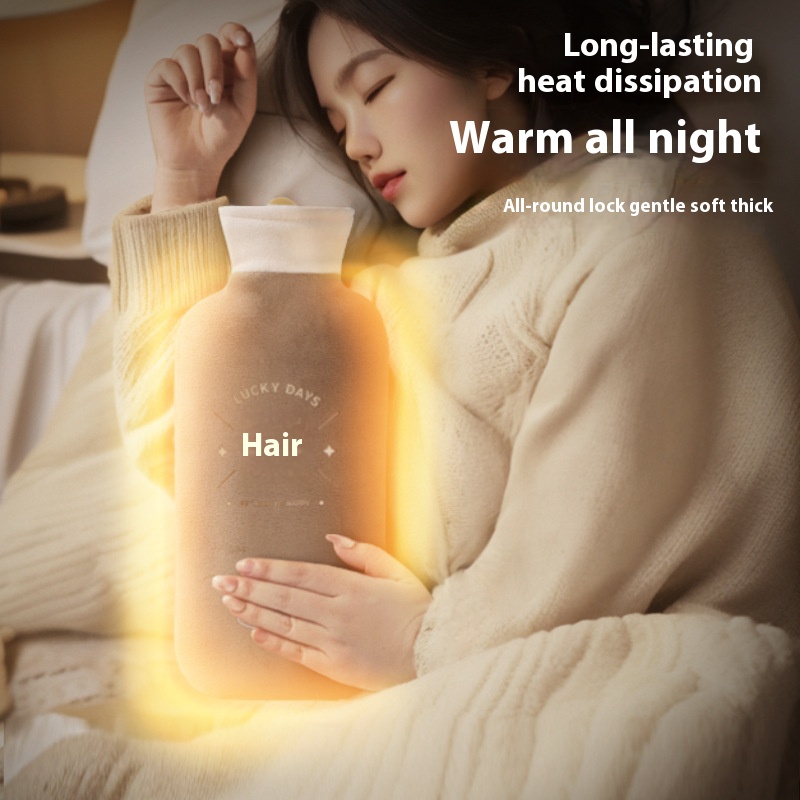 Long-lasting
heat dissipation
Warm all night
All-round lock gentle soft thick
LUCKY DAYS
Hair